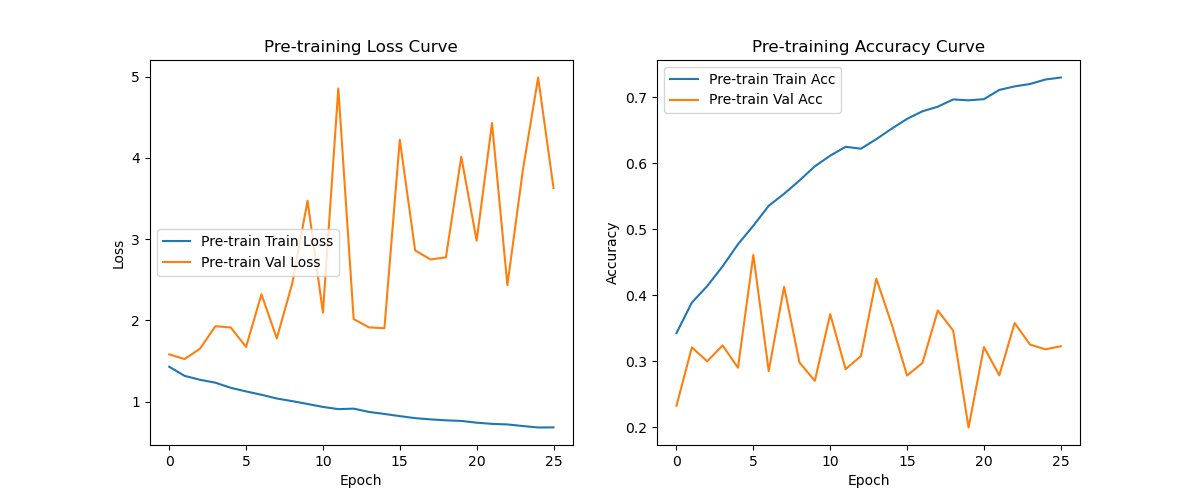 Pre-training Loss Curve
5
4
3
2
1
Loss
Pre-train Train Loss
Pre-train Val Loss
0
5
10
15
20
25
Epoch
Pre-training Accuracy Curve
Pre-train Train Acc
Pre-train Val Acc
0.7
0.6
0.5
0.4
0.3
0.2
Accuracy
0
5
10
15
20
25
Epoch